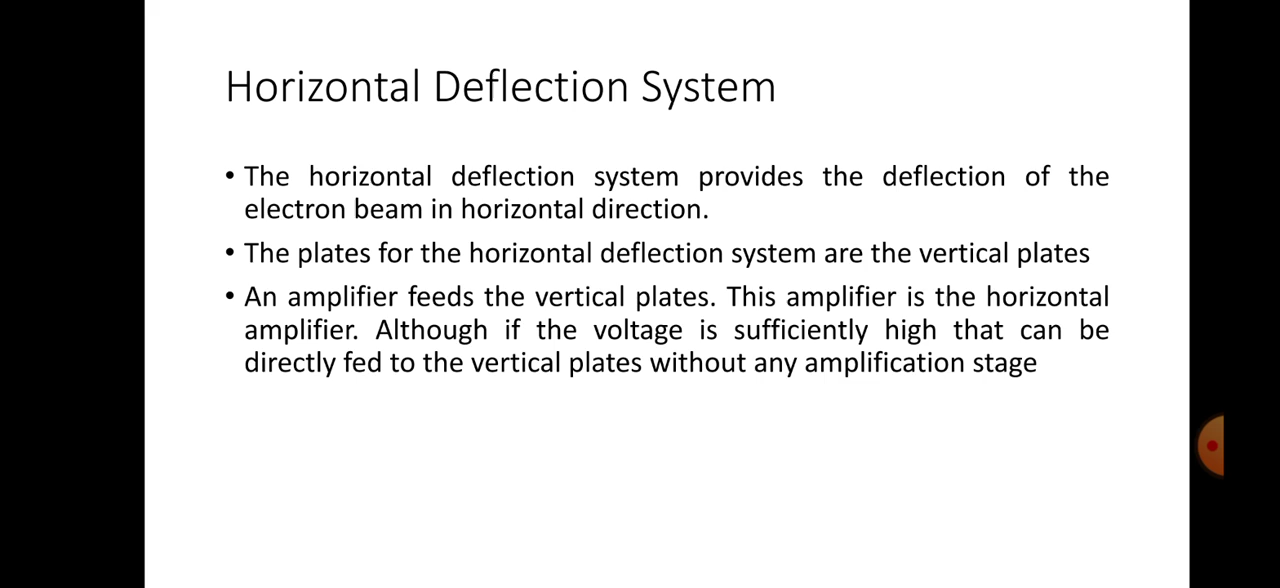 Horizontal Deflection System
• The horizontal deflection system provides the deflection of the
electron beam in horizontal direction.
• The plates for the horizontal deflection system are the vertical plates
• An amplifier feeds the vertical plates. This amplifier is the horizontal
amplifier. Although if the voltage is sufficiently high that can be
directly fed to the vertical plates without any amplification stage